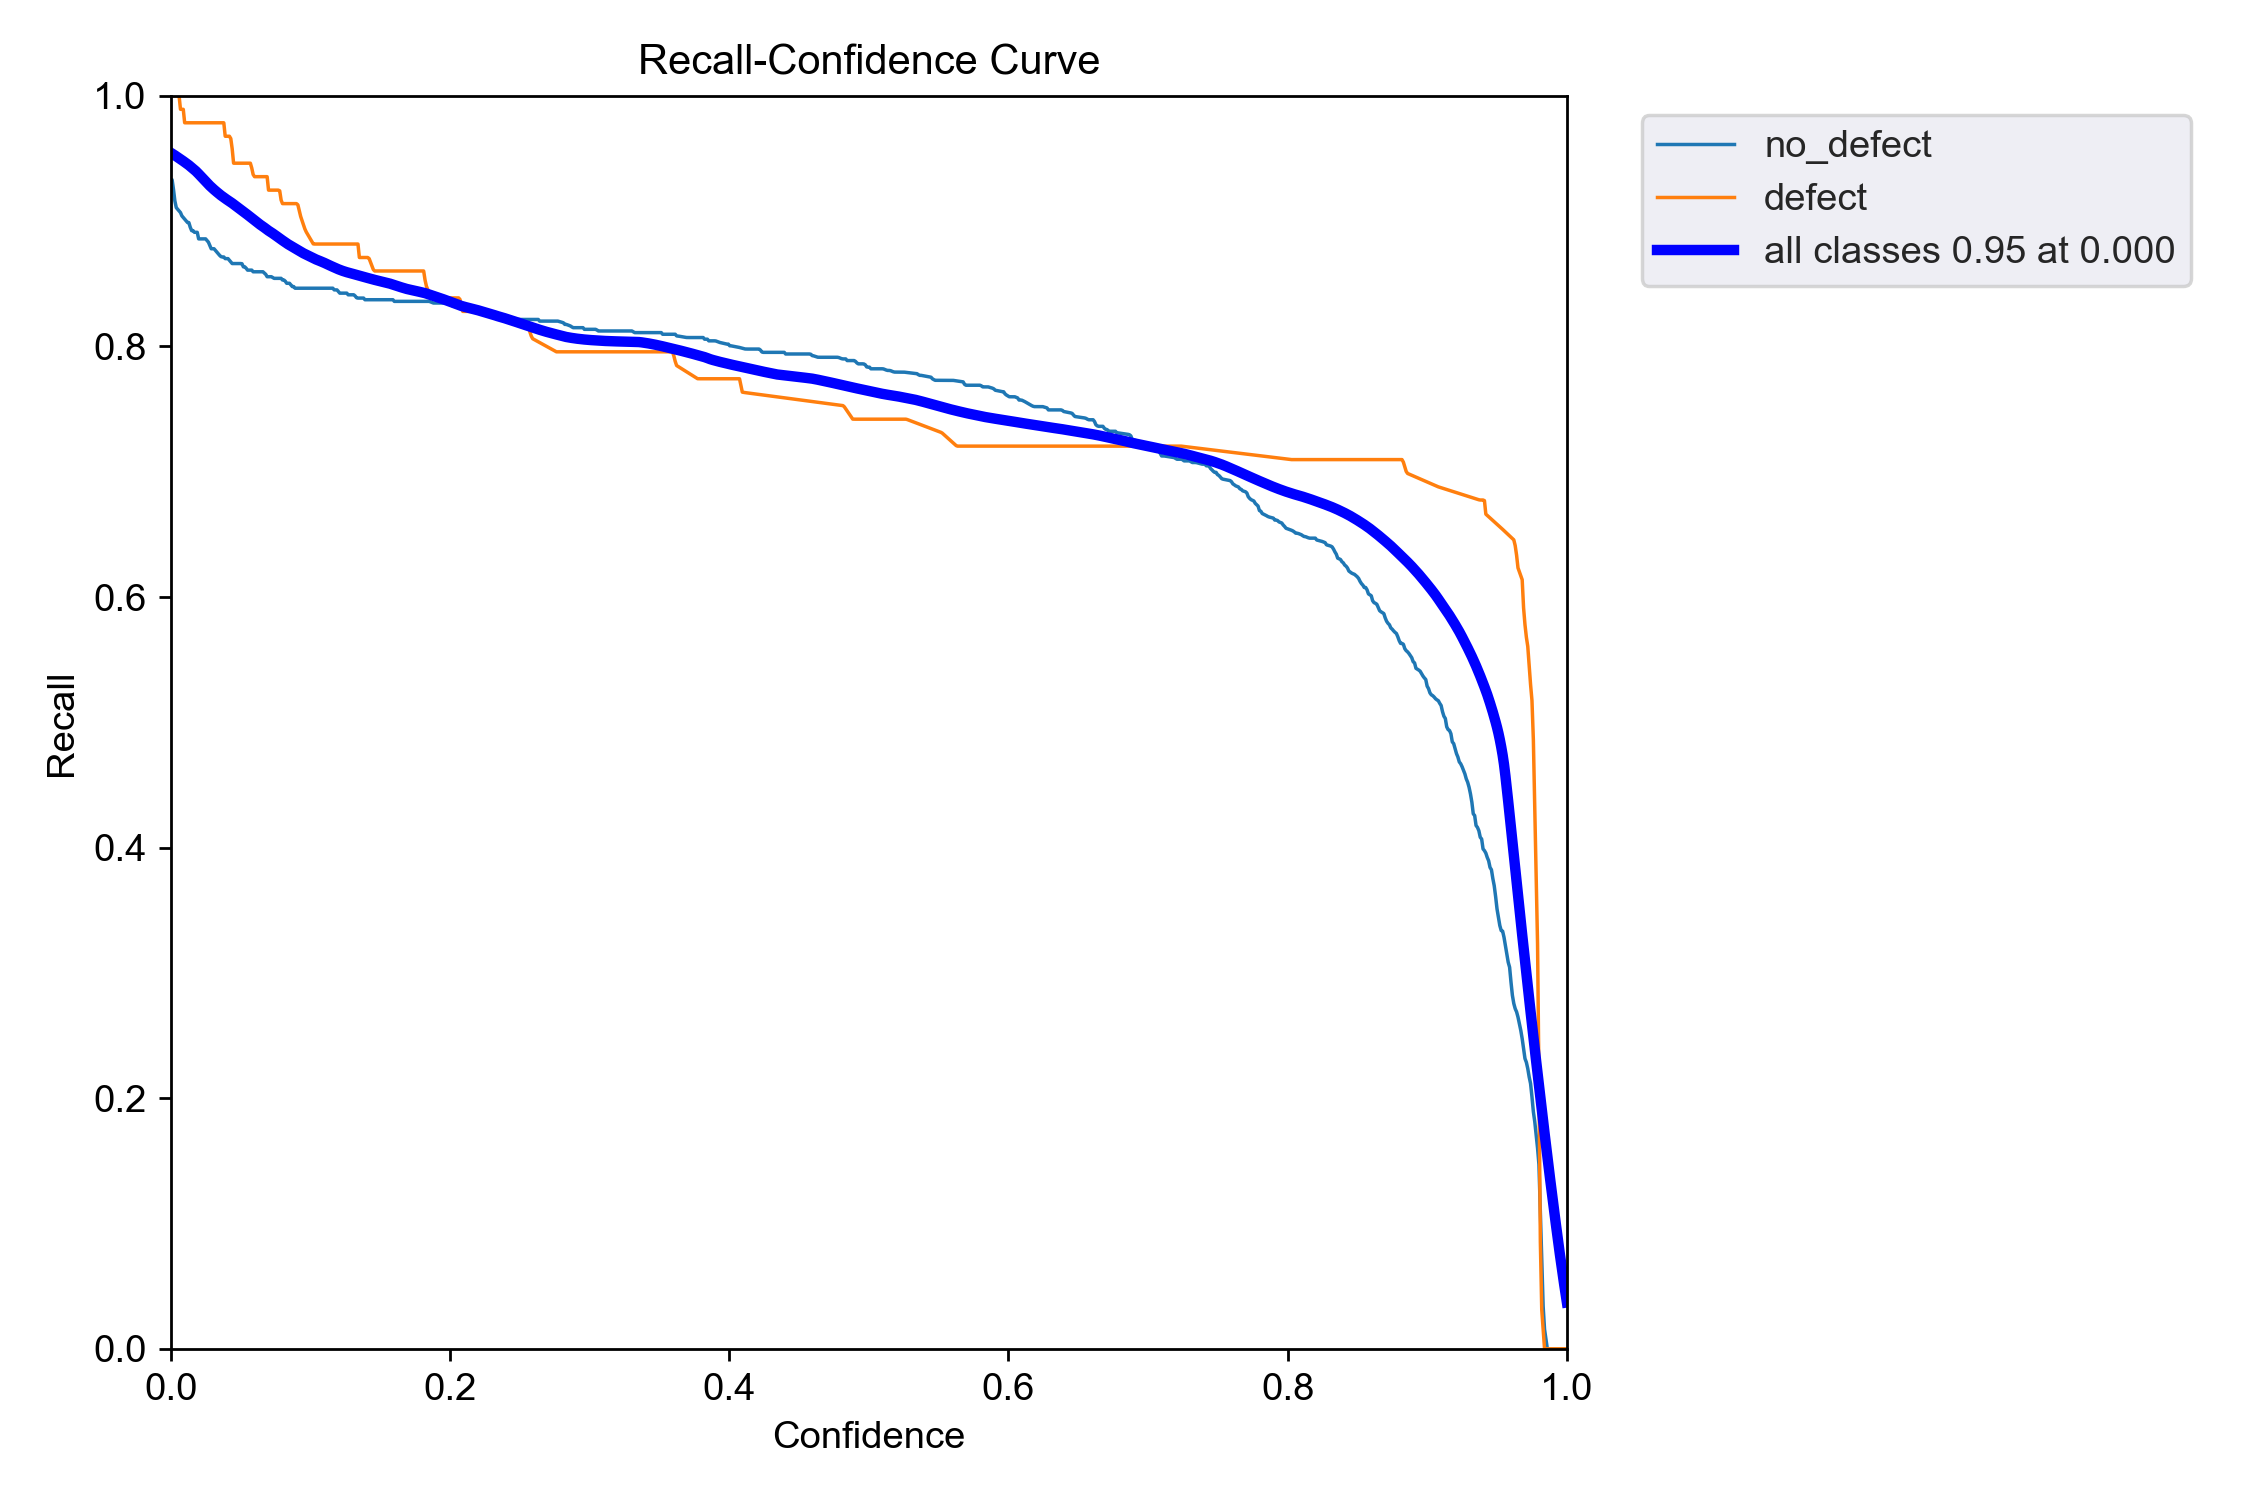 Recall-Confidence Curve
1.0
0.8
0.6
0.4
0.2
0.0
Recall
0.0 0.2 0.4 0.6 0.8 1.0
Confidence
no_defect
defect
all classes 0.95 at 0.000